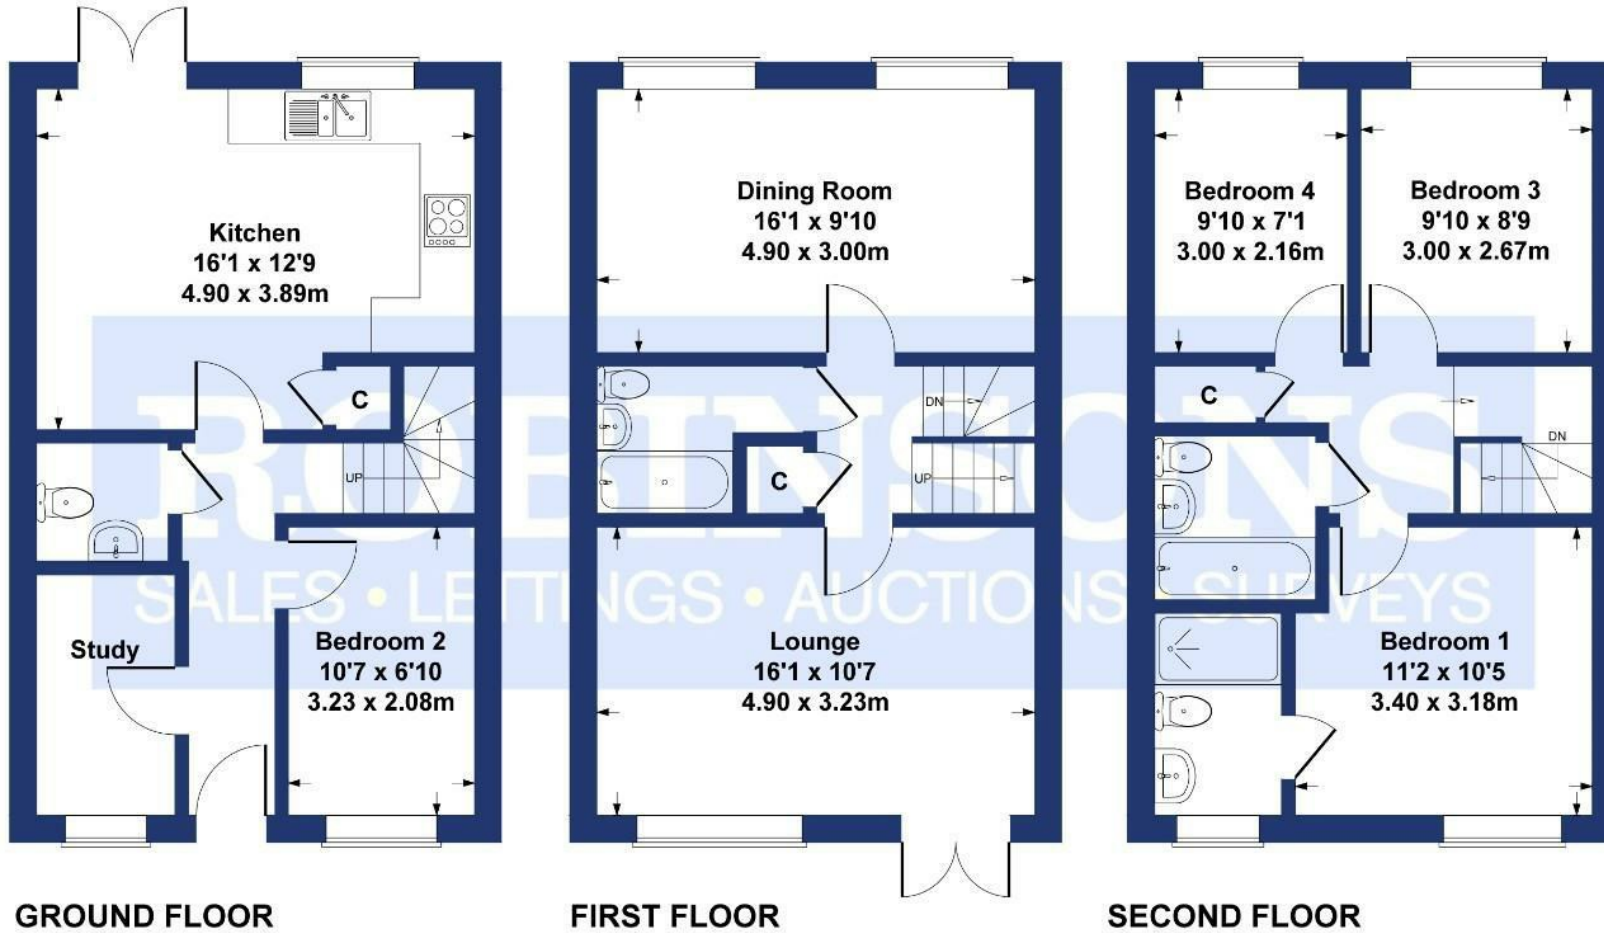 Kitchen
16'1 x 12'9
4.90 x 3.89m
C
UP
Study
Bedroom 2
10'7 x 6'10
3.23 x 2.08m
GROUND FLOOR
Dining Room
16'1 x 9'10
4.90 x 3.00m
DN
C
UP
Lounge
16'1 x 10'7
4.90 x 3.23m
FIRST FLOOR
Bedroom 4
9'10 x 7'1
3.00 x 2.16m
Bedroom 3
9'10 x 8'9
3.00 x 2.67m
C
DN
Bedroom 1
11'2 x 10'5
3.40 x 3.18m
SECOND FLOOR
ROBINSONS
SALES • LETTINGS • AUCTIONS • SURVEYS